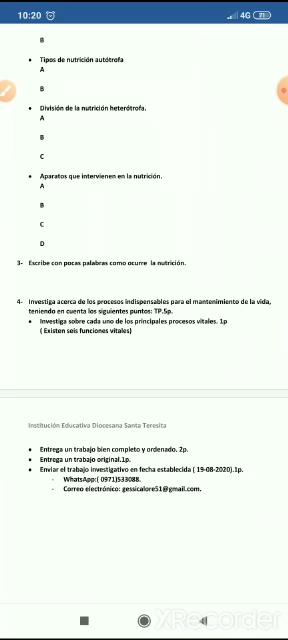 10:20
4G 21
B
• Tipos de nutrición autótrofa
A
B
• División de la nutrición heterótrofa.
A
B
C
• Aparatos que intervienen en la nutrición.
A
B
C
D
3- Escribe con pocas palabras como ocurre la nutrición.
4- Investiga acerca de los procesos indispensables para el mantenimiento de la vida,
teniendo en cuenta los siguientes puntos: TP.5p.
• Investiga sobre cada uno de los principales procesos vitales. 1p
( Existen seis funciones vitales)
Institución Educativa Diocesana Santa Teresita
• Entrega un trabajo bien completo y ordenado. 2p.
• Entrega un trabajo original.1p.
• Enviar el trabajo investigativo en fecha establecida ( 19-08-2020).1p.
- WhatsApp:( 0971)533088.
- Correo electrónico: gessicalore51@gmail.com.
XRecorder